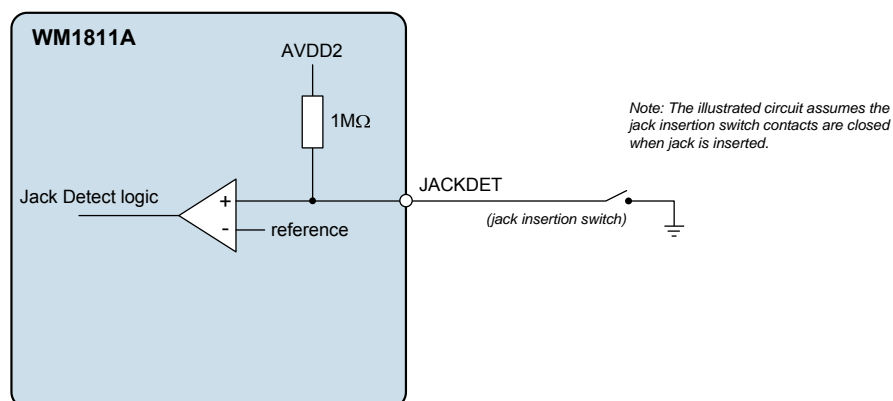 WM1811A
AVDD2
1MΩ
Note: The illustrated circuit assumes the
jack insertion switch contacts are closed
when jack is inserted.
JACKDET
Jack Detect logic
+
-
reference
(jack insertion switch)